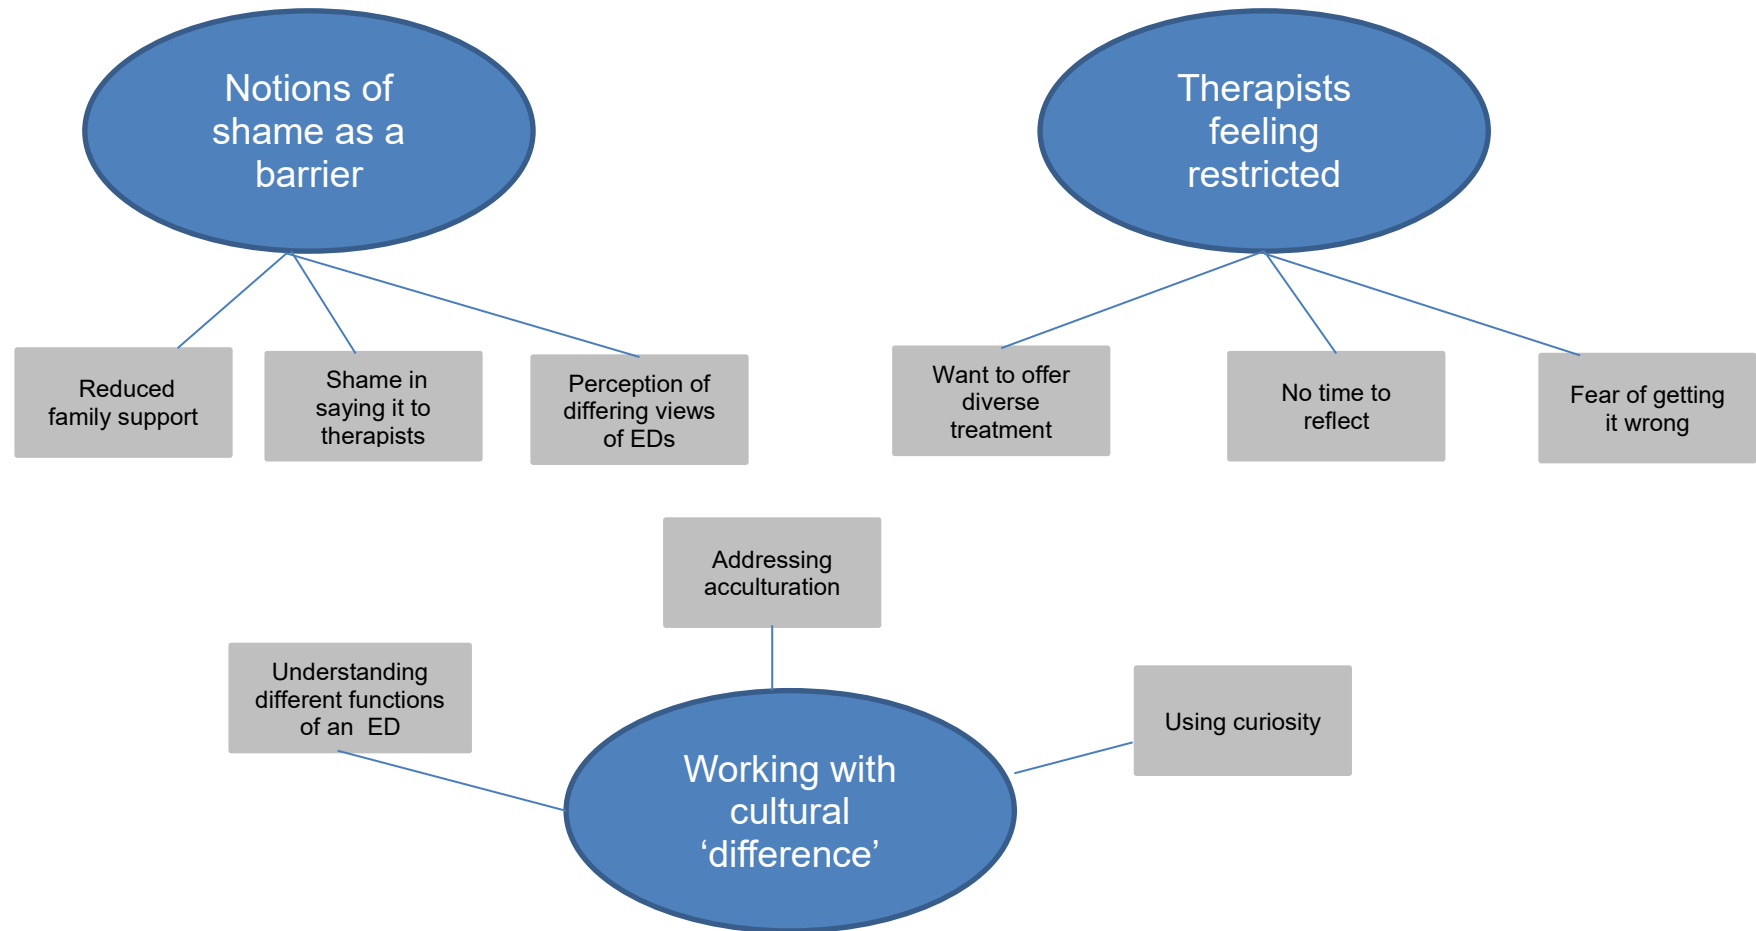 Notions of
shame as a
barrier
Therapists
feeling
restricted
Reduced
family support
Shame in
saying it to
therapists
Perception of
differing views
of EDs
Want to offer
diverse
treatment
No time to
reflect
Fear of getting
it wrong
Addressing
acculturation
Understanding
different functions
of an  ED
Using curiosity
Working with
cultural
‘difference’